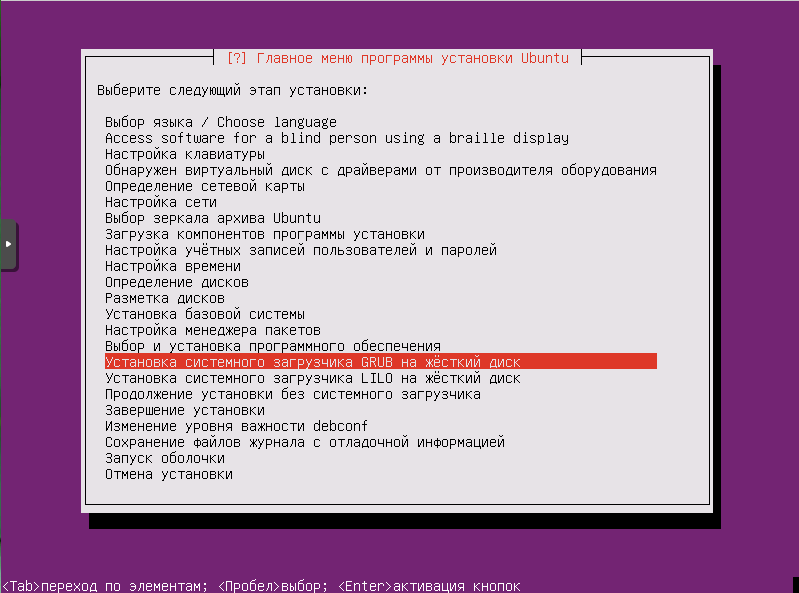 [?] Главное меню программы установки Ubuntu
Выберите следующий этап установки:
Выбор языка / Choose language
Access software for a blind person using a braille display
Настройка клавиатуры
Обнаружен виртуальный диск с драйверами от производителя оборудования
Определение сетевой карты
Настройка сети
Выбор зеркала архива Ubuntu
Загрузка компонентов программы установки
Настройка учётных записей пользователей и паролей
Настройка времени
Определение дисков
Разметка дисков
Установка базовой системы
Настройка менеджера пакетов
Выбор и установка программного обеспечения
Установка системного загрузчика GRUB на жёсткий диск
Установка системного загрузчика LILO на жёсткий диск
Продолжение установки без системного загрузчика
Завершение установки
Изменение уровня важности debconf
Сохранение файлов журнала с отладочной информацией
Запуск оболочки
Отмена установки
<Tab>переход по элементам; <Пробел>выбор; <Enter>активация кнопок